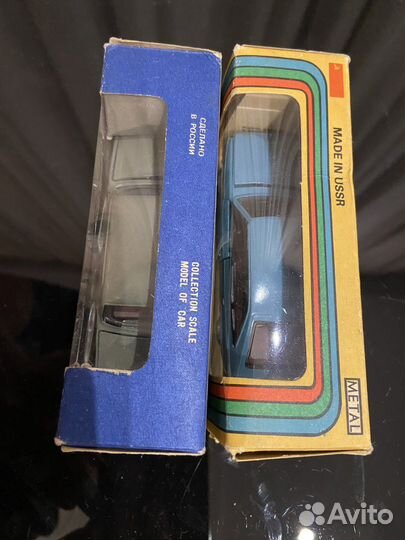 СДЕЛАНО
В РОССИИ
COLLECTION SCALE
MODEL OF CAR
MADE IN USSR
METAL
Avito